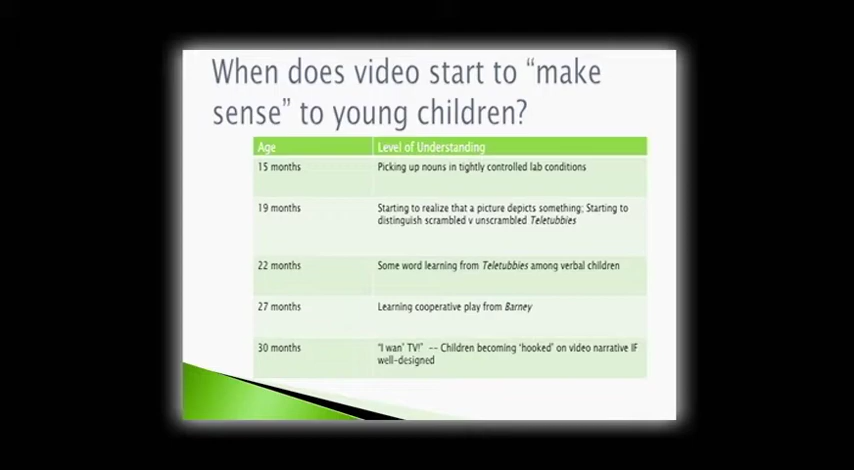 When does video start to “make
sense” to young children?
Age Level of Understanding
15 months Picking up nouns in tightly controlled lab conditions
19 months Starting to realize that a picture depicts something; Starting to
distinguish scrambled v unscrambled Teletubbies
22 months Some word learning from Teletubbies among verbal children
27 months Learning cooperative play from Barney
30 months "I wan' TV!" -- Children becoming 'hooked' on video narrative IF
well-designed